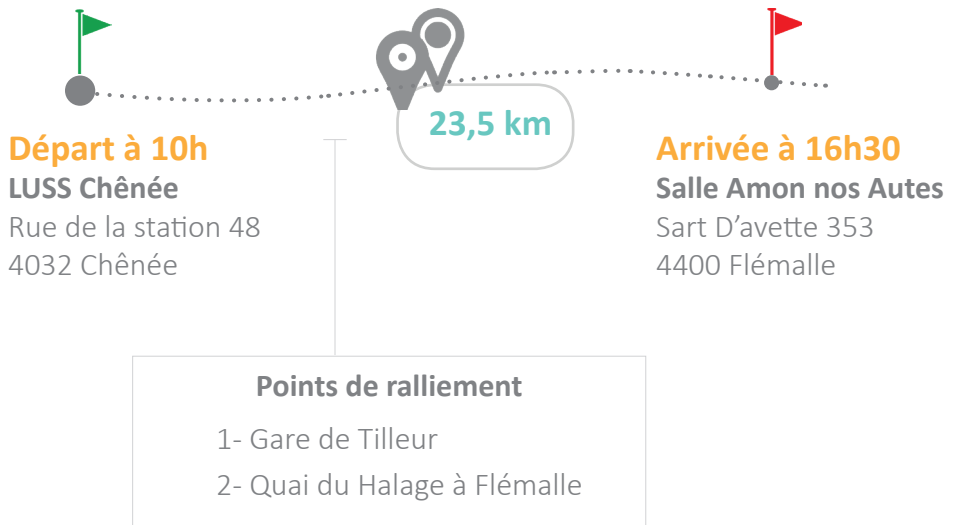 23,5 km
Départ à 10h
LUSS Chênée
Rue de la station 48
4032 Chênée
Arrivée à 16h30
Salle Amon nos Autes
Sart D'avette 353
4400 Flémalle
Points de ralliement
1- Gare de Tilleur
2- Quai du Halage à Flémalle